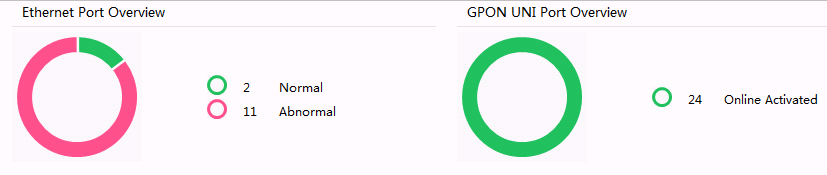 Ethernet Port Overview
2 Normal
11 Abnormal
GPON UNI Port Overview
24 Online Activated